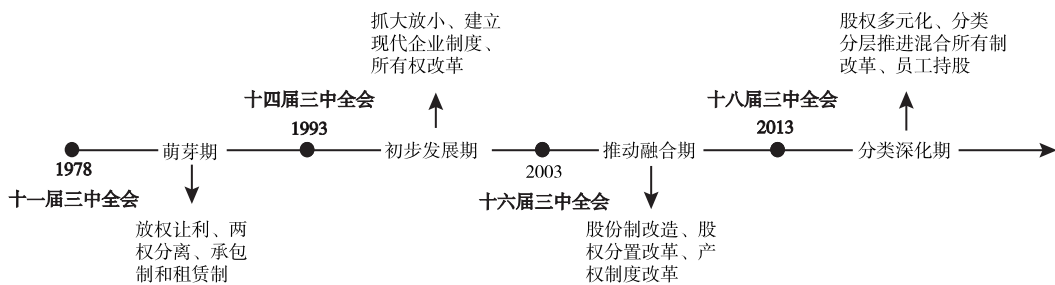 抓大放小、建立
现代企业制度、
所有权改革
股权多元化、分类
分层推进混合所有制
改革、员工持股
十四届三中全会
1993
十八届三中全会
2013
萌芽期
初步发展期
推动融合期
分类深化期
1978
十一届三中全会
2003
十六届三中全会
放权让利、两
权分离、承包
制和租赁制
股份制改造、股
权分置改革、产
权制度改革